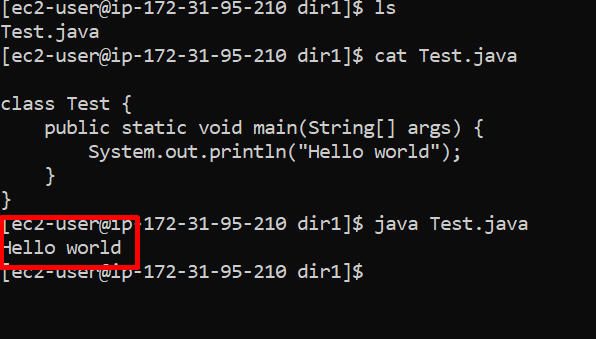 [ec2-user@ip-172-31-95-210 dir1]$ ls
Test.java
[ec2-user@ip-172-31-95-210 dir1]$ cat Test.java

class Test {
    public static void main(String[] args) {
        System.out.println("Hello world");
    }
}
[ec2-user@ip-172-31-95-210 dir1]$ java Test.java
Hello world
[ec2-user@ip-172-31-95-210 dir1]$